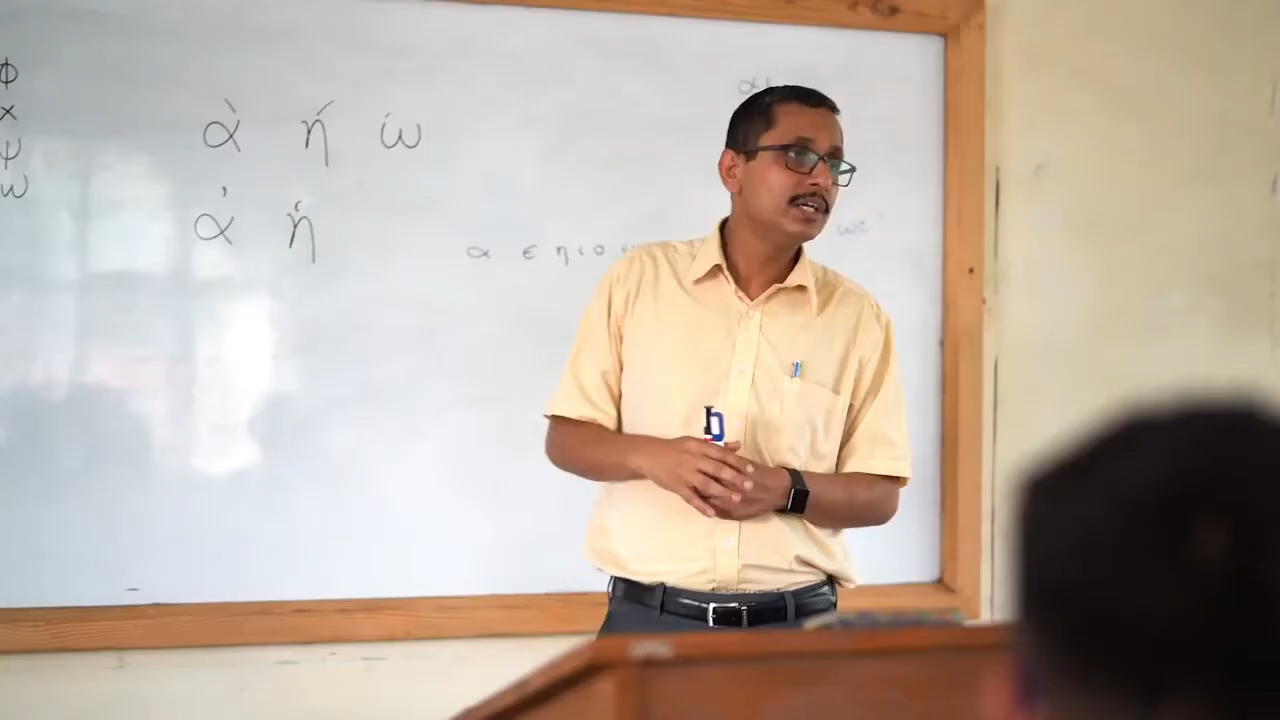 φ
χ
ψ
ω
ὰ ή ώ
ἀ ἡ
α ε η ι ο